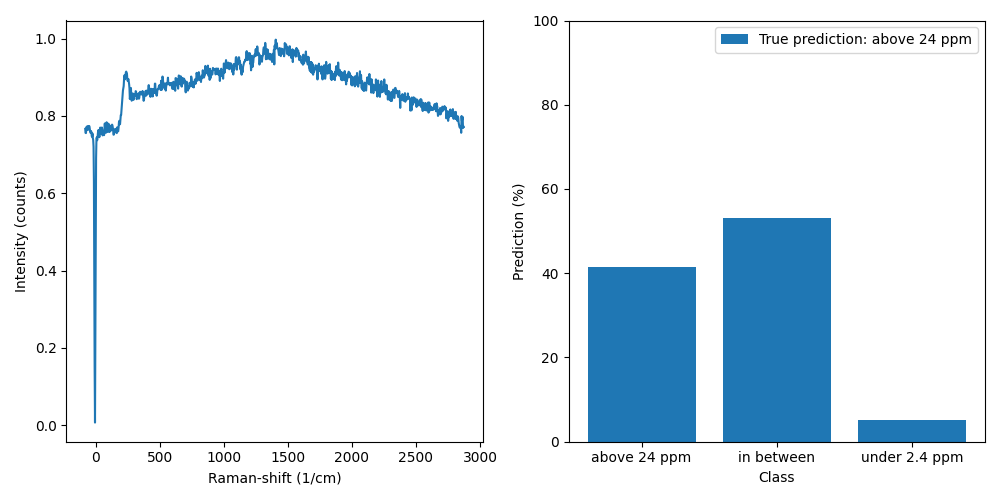 1.0
0.8
0.6
0.4
0.2
0.0
0 500 1000 1500 2000 2500 3000
Intensity (counts)
Raman-shift (1/cm)
100
80
60
40
20
0
Prediction (%)
True prediction: above 24 ppm
above 24 ppm in between under 2.4 ppm
Class